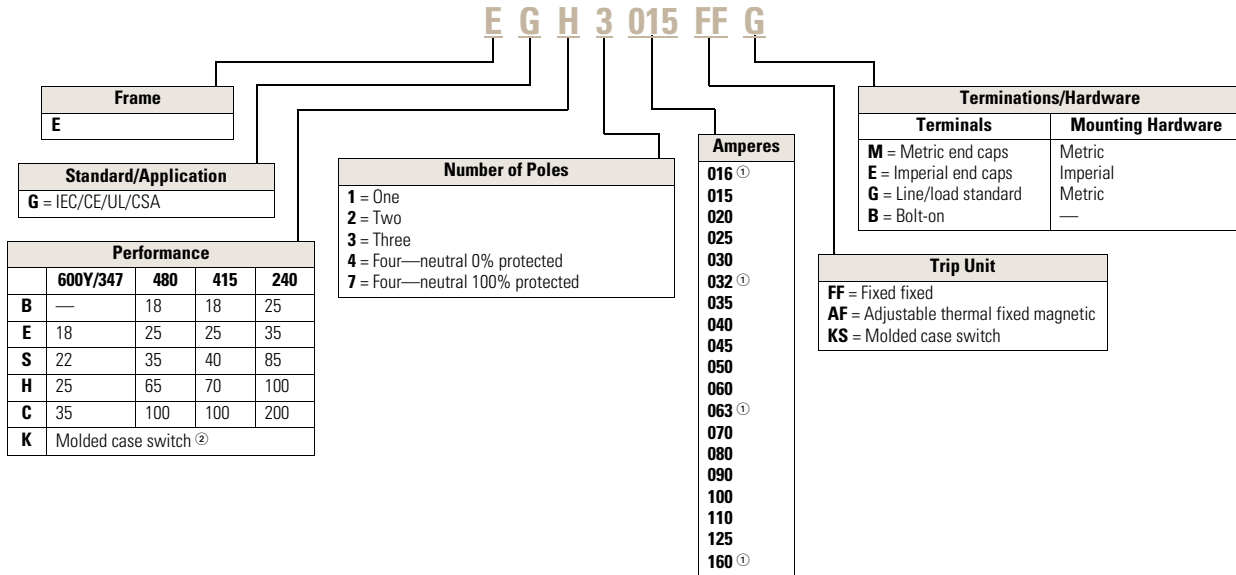 E G H 3 015 FF G
Frame
E
Standard/Application
G = IEC/CE/UL/CSA
Performance
600Y/347 480 415 240
B — 18 18 25
E 18 25 25 35
S 22 35 40 85
H 25 65 70 100
C 35 100 100 200
K Molded case switch ②
Number of Poles
1 = One
2 = Two
3 = Three
4 = Four—neutral 0% protected
7 = Four—neutral 100% protected
Amperes
016 ①
015
020
025
030
032 ①
035
040
045
050
060
063 ①
070
080
090
100
110
125
160 ①
Trip Unit
FF = Fixed fixed
AF = Adjustable thermal fixed magnetic
KS = Molded case switch
Terminations/Hardware
Terminals Mounting Hardware
M = Metric end caps Metric
E = Imperial end caps Imperial
G = Line/load standard Metric
B = Bolt-on —